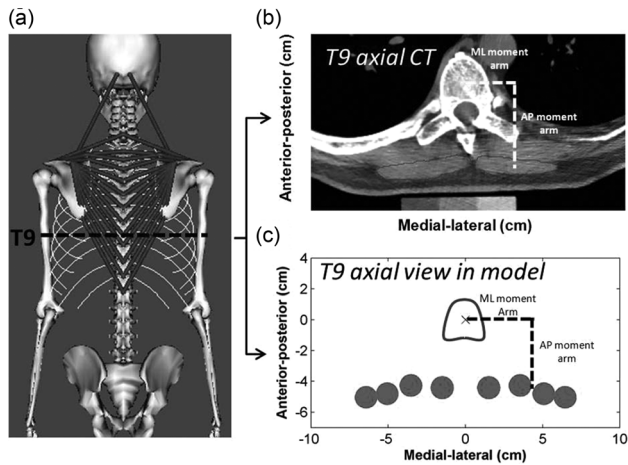 (a)
T9
(b)
T9 axial CT
ML moment
arm
AP moment
arm
Anterior-posterior (cm)
Medial-lateral (cm)
(c)
T9 axial view in model
ML moment
Arm
AP moment
arm
Anterior-posterior (cm)
4
2
0
-2
-4
-6
-10
-5
0
5
10
Medial-lateral (cm)